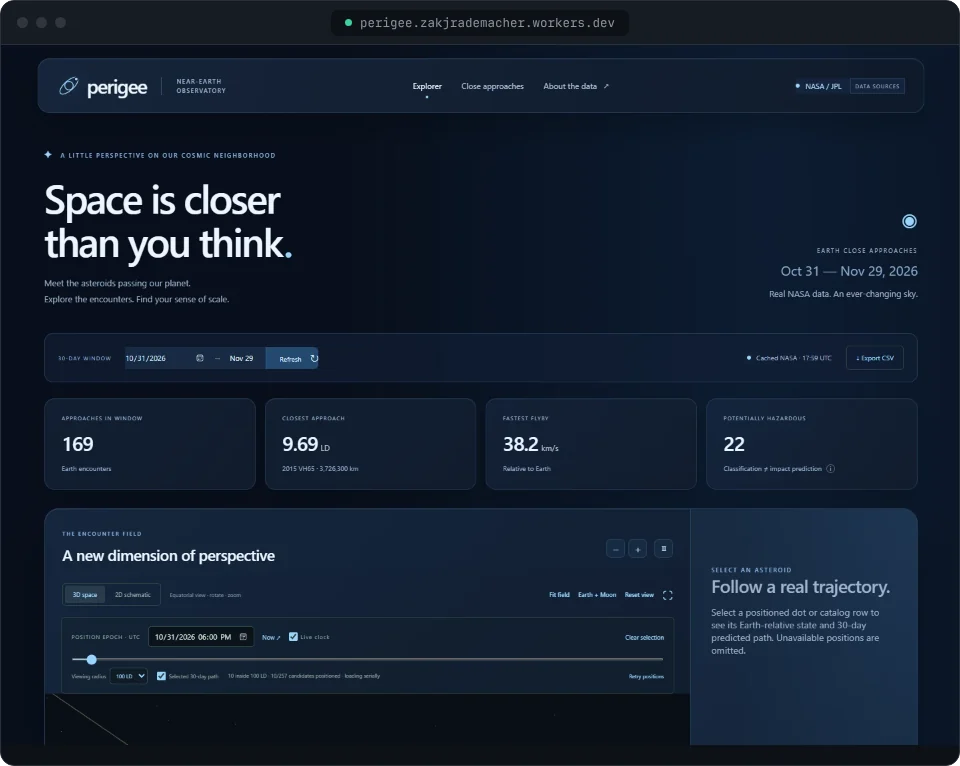 perigee.zakjrademacher.workers.dev
perigee
NEAR-EARTH
OBSERVATORY
Explorer
Close approaches
About the data ↗
NASA / JPL
DATA SOURCES
A LITTLE PERSPECTIVE ON OUR COSMIC NEIGHBORHOOD
Space is closer
than you think.
Meet the asteroids passing our planet.
Explore the encounters. Find your sense of scale.
EARTH CLOSE APPROACHES
Oct 31 — Nov 29, 2026
Real NASA data. An ever-changing sky.
30-DAY WINDOW
10/31/2026
– Nov 29
Refresh ↻
Cached NASA · 17:59 UTC
↓ Export CSV
APPROACHES IN WINDOW
169
Earth encounters
CLOSEST APPROACH
9.69 LD
2015 VH65 · 3,726,300 km
FASTEST FLYBY
38.2 km/s
Relative to Earth
POTENTIALLY HAZARDOUS
22
Classification ≠ impact prediction ⓘ
THE ENCOUNTER FIELD
A new dimension of perspective
− +
3D space
2D schematic
Equatorial view · rotate · zoom
Fit field
Earth + Moon
Reset view
POSITION EPOCH · UTC
10/31/2026 06:00 PM
Now ↗
Live clock
Clear selection
Viewing radius
100 LD
Selected 30-day path
10 inside 100 LD · 10/257 candidates positioned · loading serially
Retry positions
SELECT AN ASTEROID
Follow a real trajectory.
Select a positioned dot or catalog row to
see its Earth-relative state and 30-day
predicted path. Unavailable positions are
omitted.